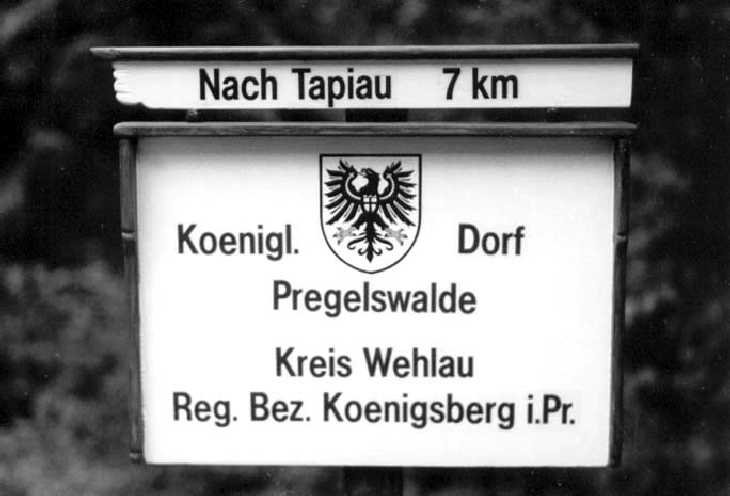 Nach Tapiau 7 km
Koenigl. Dorf
Pregelswalde
Kreis Wehlau
Reg. Bez. Koenigsberg i.Pr.